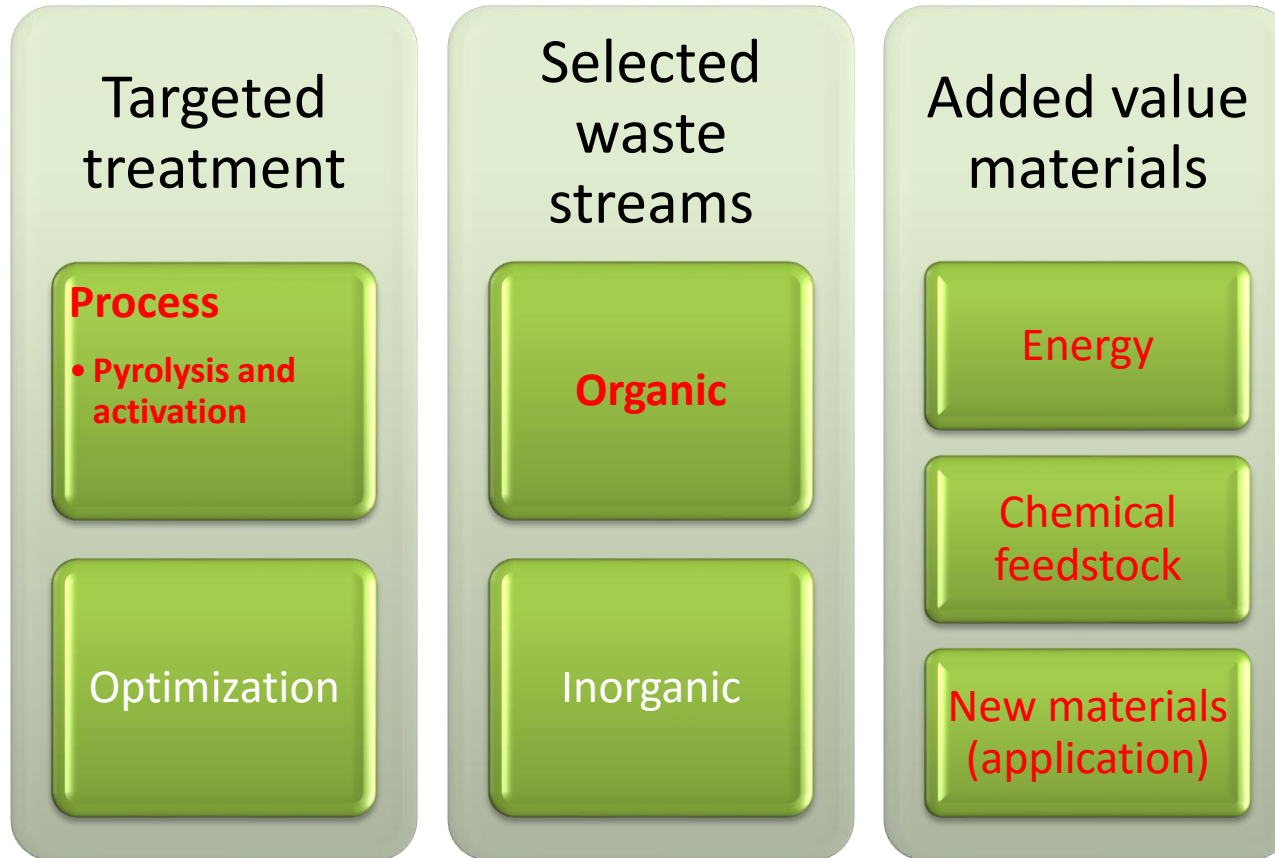 Targeted
treatment
Process
• Pyrolysis and
activation
Optimization
Selected
waste
streams
Organic
Inorganic
Added value
materials
Energy
Chemical
feedstock
New materials
(application)